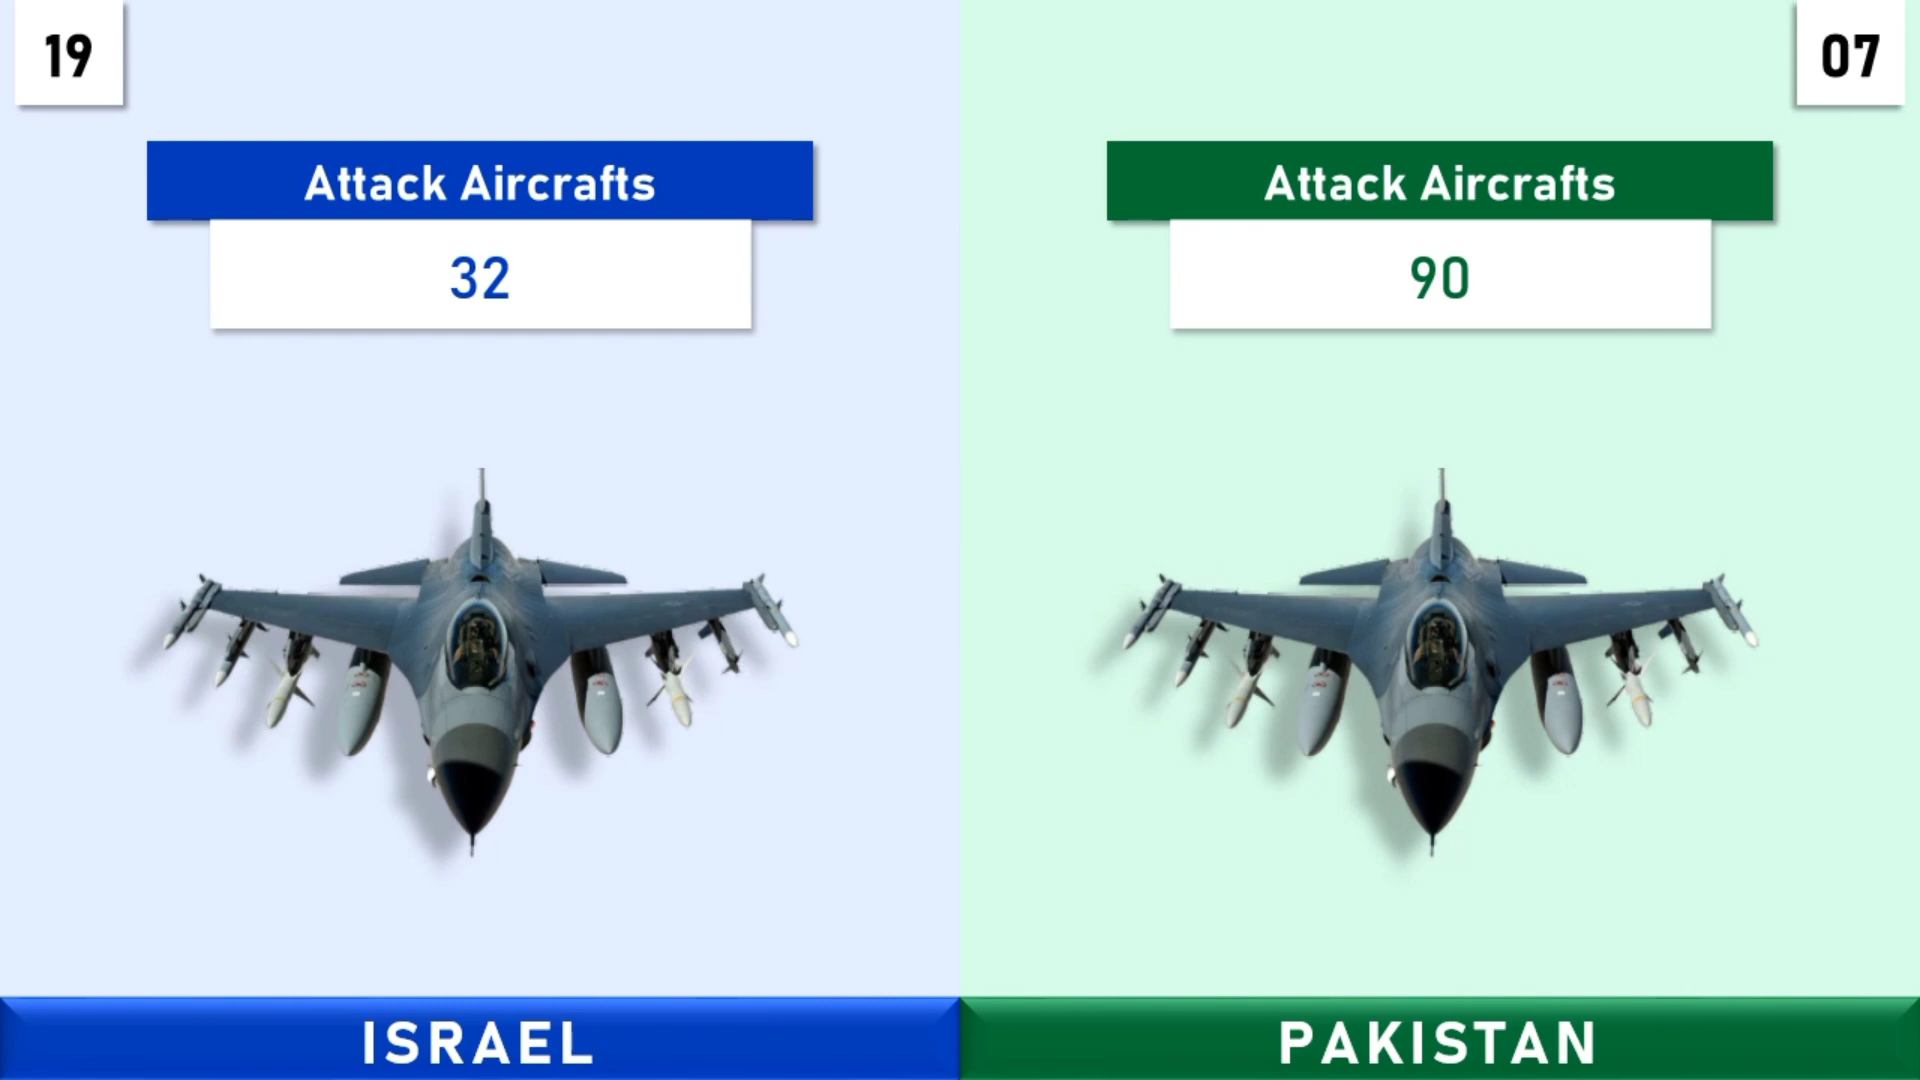 19
07
Attack Aircrafts
32
Attack Aircrafts
90
ISRAEL
PAKISTAN